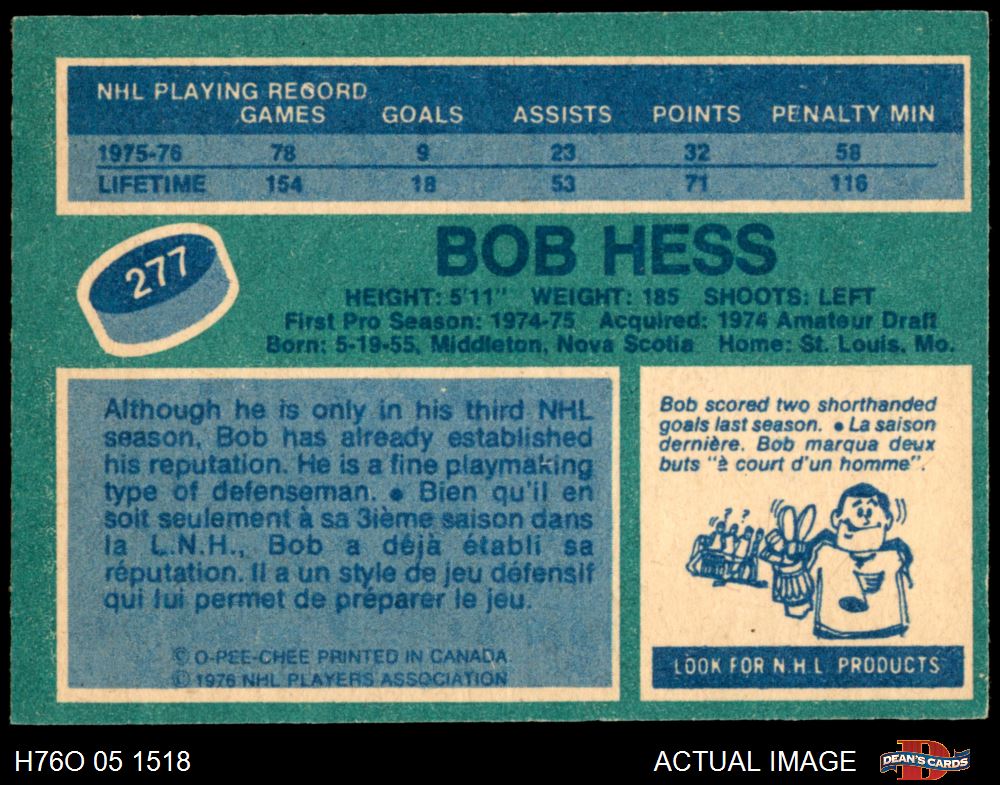 NHL PLAYING RECORD
GAMES GOALS ASSISTS POINTS PENALTY MIN
1975-76 78 9 23 32 58
LIFETIME 154 18 53 71 116
277
BOB HESS
HEIGHT: 5'11" WEIGHT: 185 SHOOTS: LEFT
First Pro Season: 1974-75 Acquired: 1974 Amateur Draft
Born: 5-19-55, Middleton, Nova Scotia Home: St. Louis, Mo.
Although he is only in his third NHL
season, Bob has already established
his reputation. He is a fine playmaking
type of defenseman. • Bien qu'il en
soit seulement à sa 3ième saison dans
la L.N.H., Bob a déjà établi sa
réputation. Il a un style de jeu défensif
qui lui permet de préparer le jeu.
© O-PEE-CHEE PRINTED IN CANADA
© 1976 NHL PLAYERS ASSOCIATION
Bob scored two shorthanded
goals last season. • La saison
dernière, Bob marqua deux
buts "à court d'un homme".
? ?
LOOK FOR N.H.L PRODUCTS
H76O 05 1518
ACTUAL IMAGE
DEAN'S CARDS